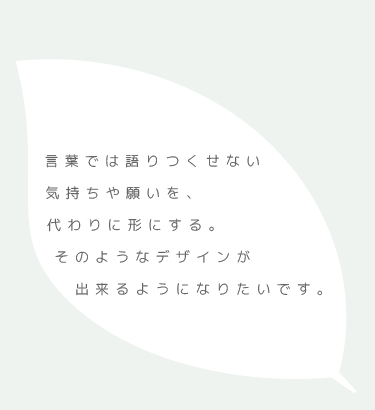 言葉では語りつくせない
気持ちや願いを、
代わりに形にする。
そのようなデザインが
出来るようになりたいです。